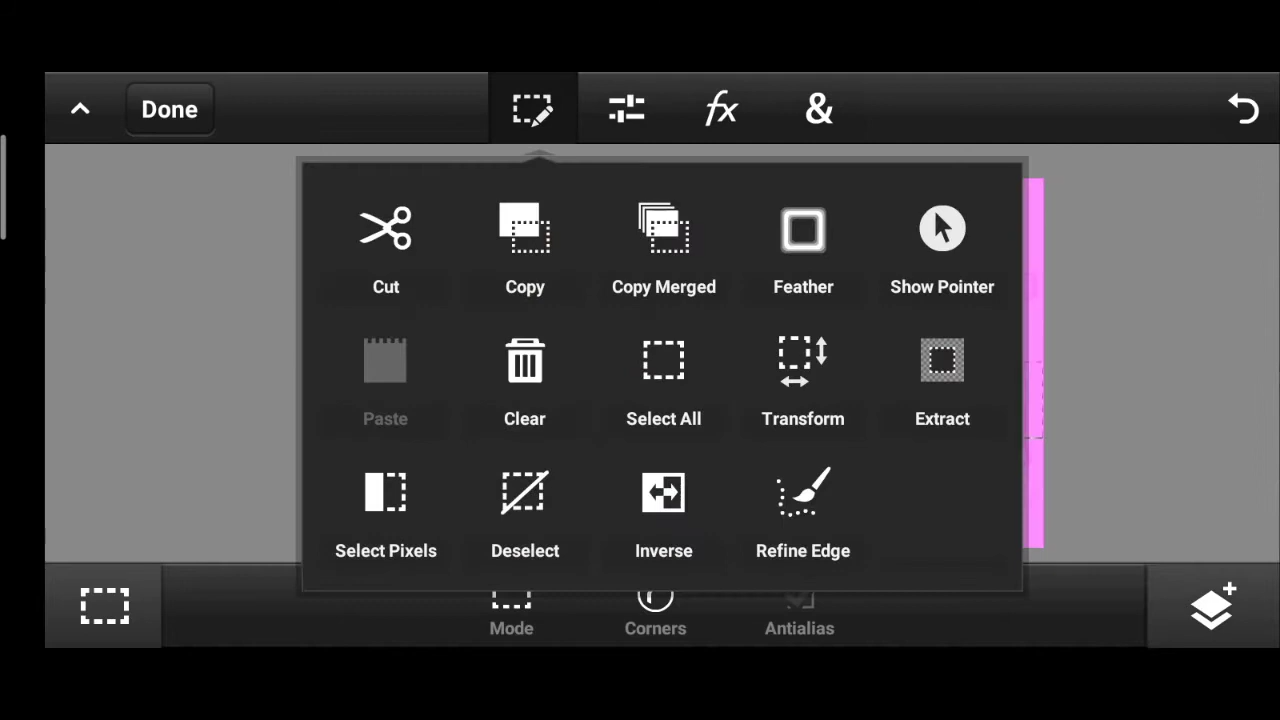 Done
fx
&
Cut
Copy
Copy Merged
Feather
Show Pointer
Paste
Clear
Select All
Transform
Extract
Select Pixels
Deselect
Inverse
Refine Edge
Mode
Corners
Antialias